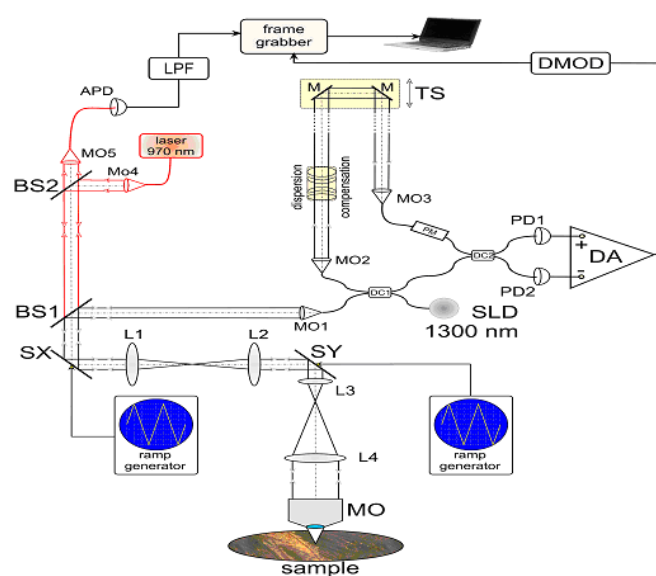 frame
grabber
LPF
DMOD
APD
M
M
TS
laser
970 nm
MO5
Mo4
BS2
dispersion
compensation
MO3
PM
PD1
+
DA
DC2
MO2
PD2
-
DC1
BS1
MO1
SLD
1300 nm
L1
L2
SX
SY
L3
ramp
generator
L4
ramp
generator
MO
sample